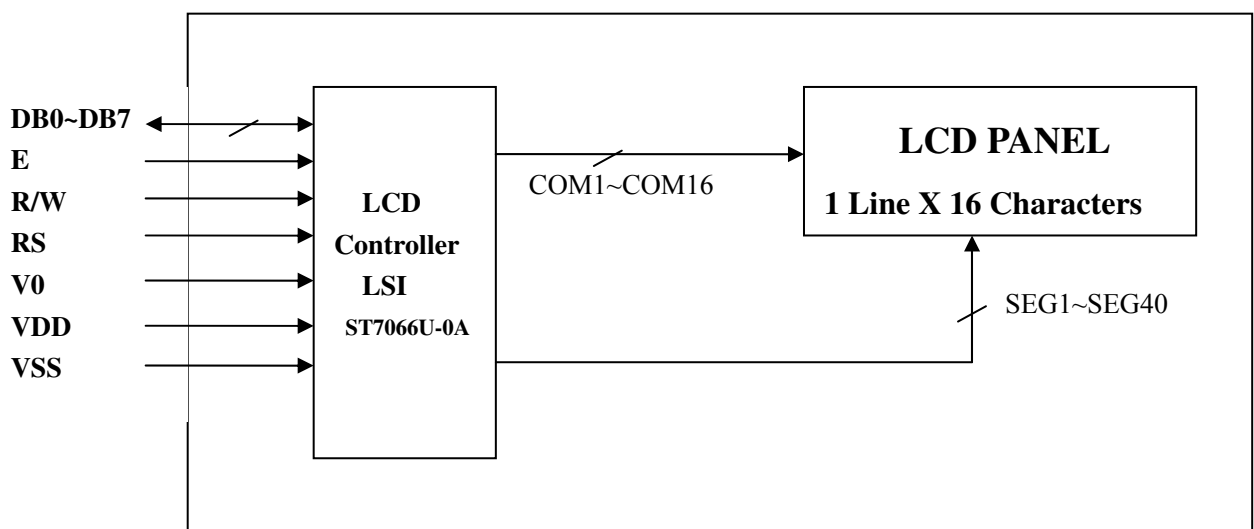 DB0~DB7
E
R/W
RS
V0
VDD
VSS
LCD
Controller
LSI
ST7066U-0A
COM1~COM16
LCD PANEL
1 Line X 16 Characters
SEG1~SEG40